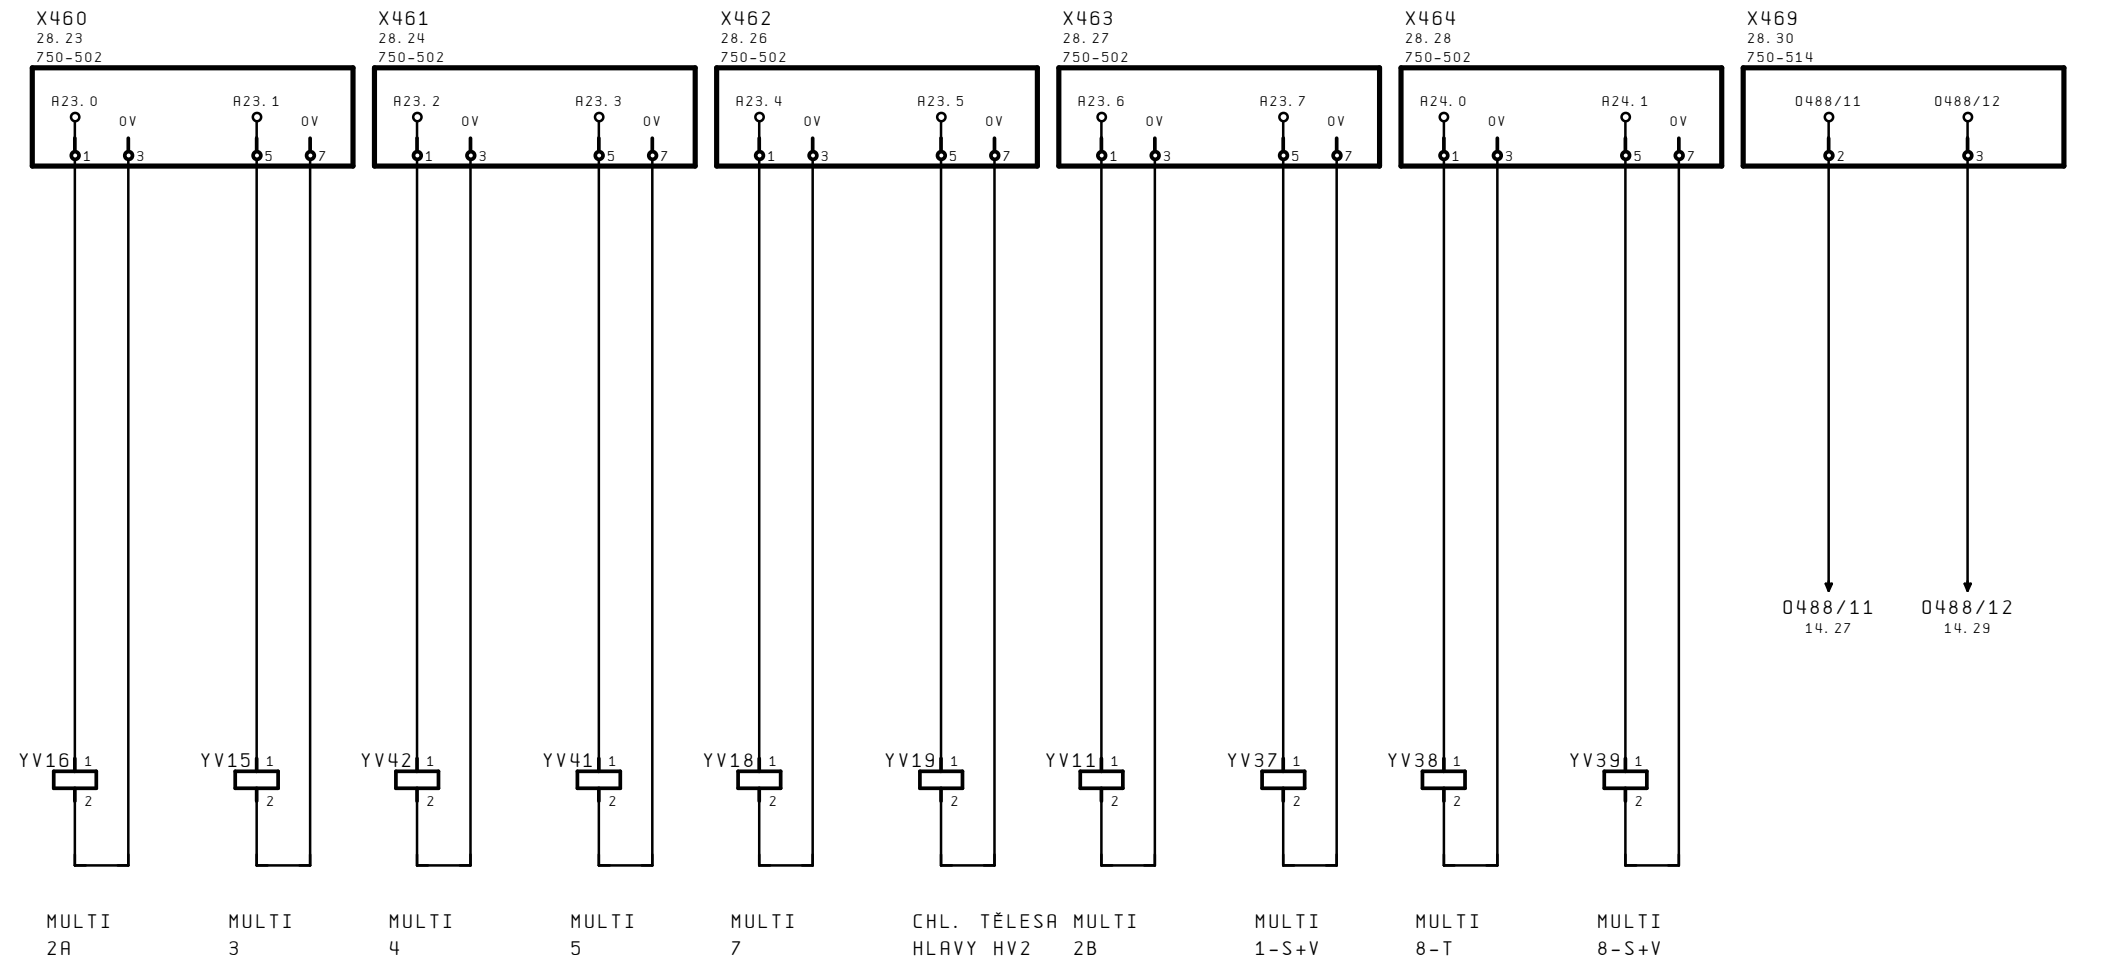 X460 X461 X462 X463 X464 X469
28.23 28.24 28.26 28.27 28.28 28.30
750-502 750-502 750-502 750-502 750-502 750-514
A23.0 A23.1 A23.2 A23.3 A23.4 A23.5 A23.6 A23.7 A24.0 A24.1 0488/11 0488/12
0V 0V 0V 0V 0V 0V 0V 0V 0V 0V
1 3 5 7 1 3 5 7 1 3 5 7 1 3 5 7 1 3 5 7 2 3
0488/11 0488/12
14.27 14.29
YV16 1 YV15 1 YV42 1 YV41 1 YV18 1 YV19 1 YV11 1 YV37 1 YV38 1 YV39 1
2 2 2 2 2 2 2 2 2 2
MULTI MULTI MULTI MULTI MULTI CHL. TĚLESA MULTI MULTI MULTI MULTI
2A 3 4 5 7 HLAVY HV2 2B 1-S+V 8-T 8-S+V